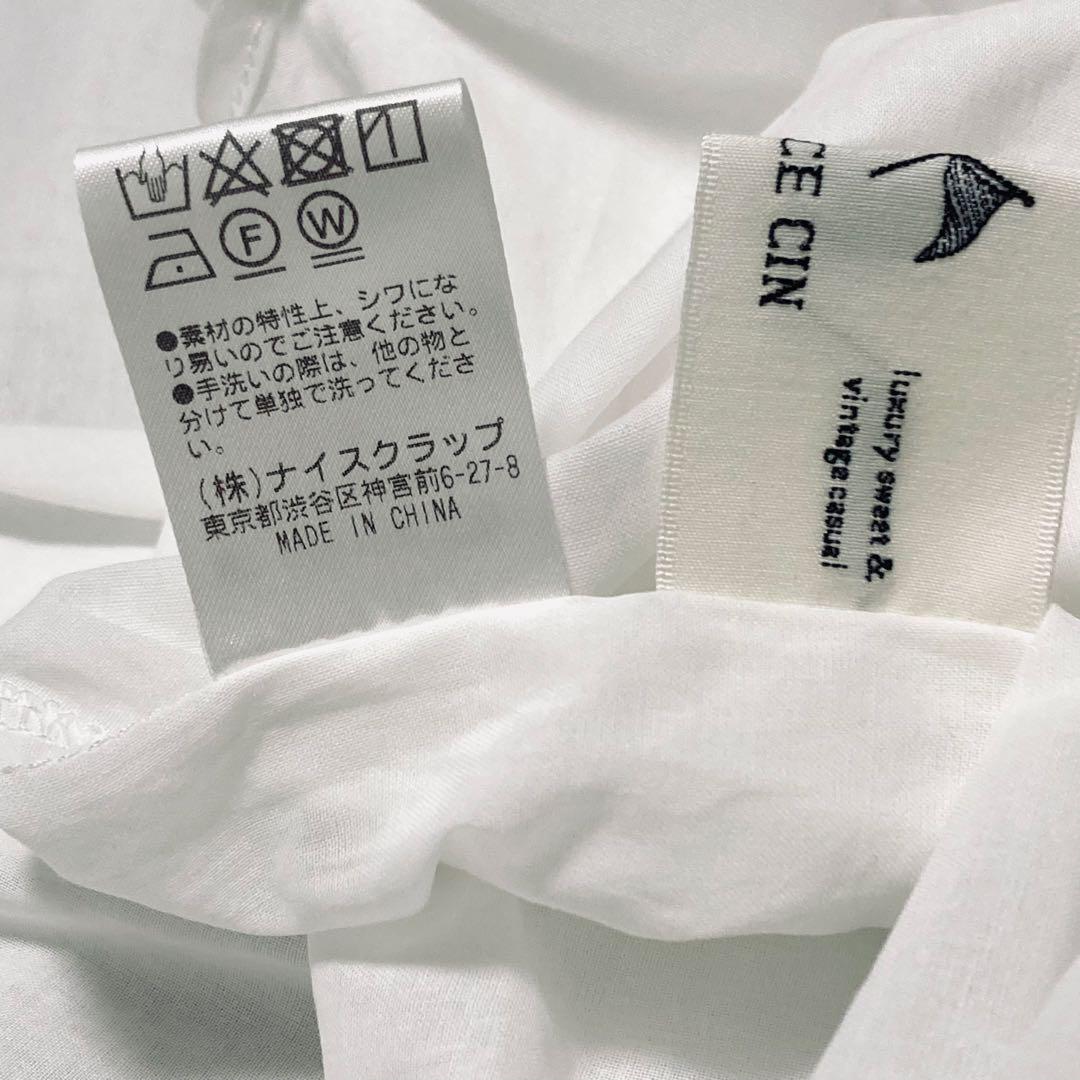 F W
●素材の特性上、シワにな
り易いのでご注意ください。
●手洗いの際は、他の物と
分けて単独で洗ってくださ
い。
(株)ナイスクラップ
東京都渋谷区神宮前6-27-8
MADE IN CHINA
CE CIN
luxury sweet &
vintage casual